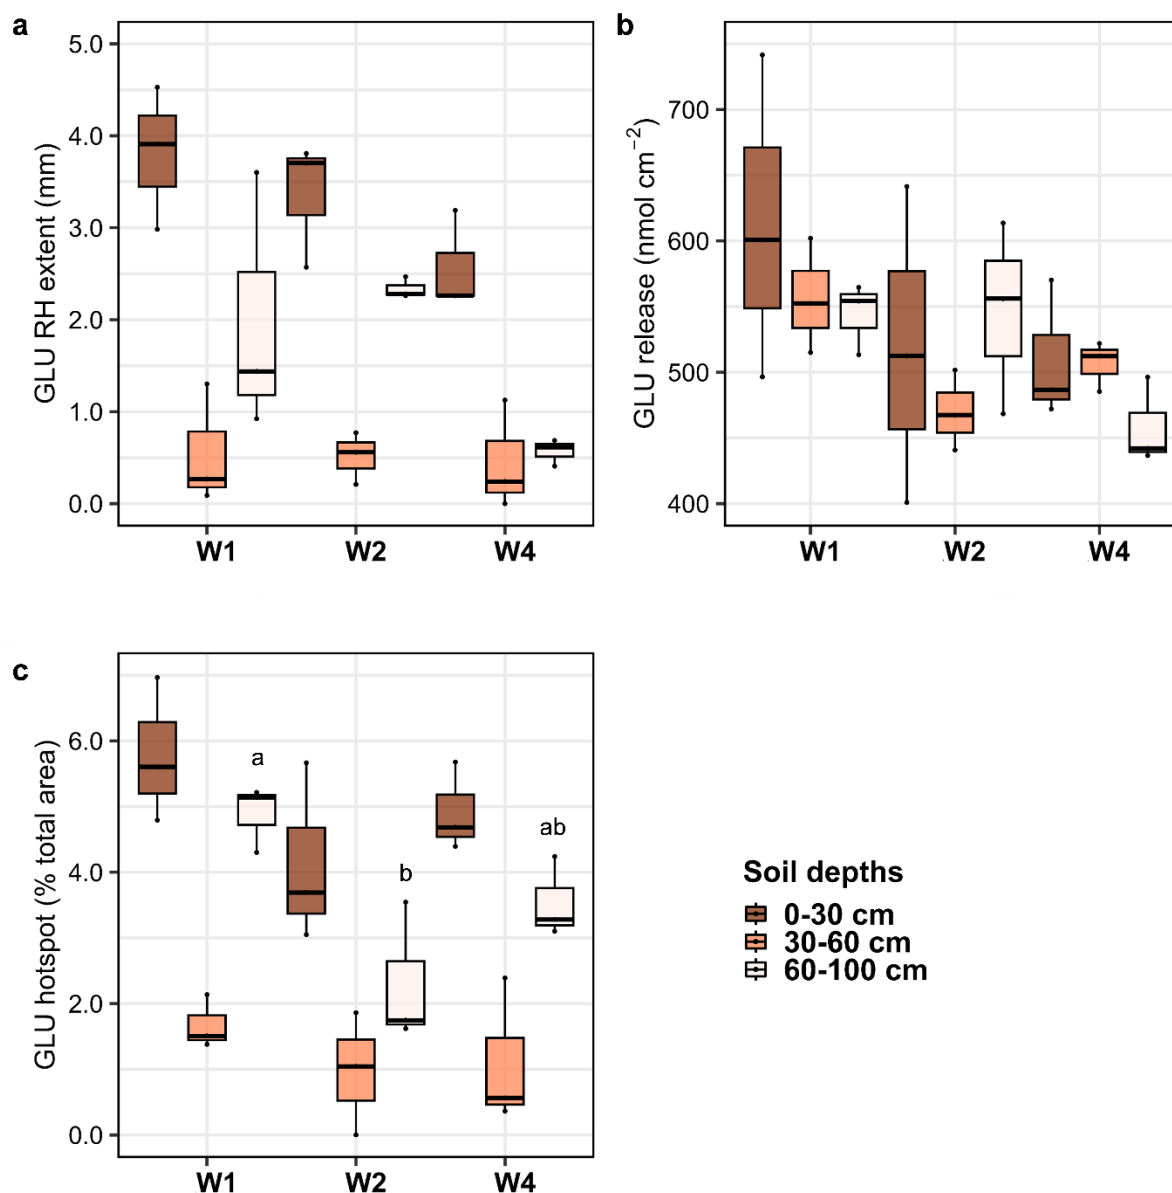 a
GLU RH extent (mm)
5.0
4.0
3.0
2.0
1.0
0.0
W1 W2 W4
b
GLU release (nmol cm⁻²)
700
600
500
400
W1 W2 W4
c
GLU hotspot (% total area)
6.0
4.0
2.0
0.0
a
b
ab
W1 W2 W4
Soil depths
0-30 cm
30-60 cm
60-100 cm